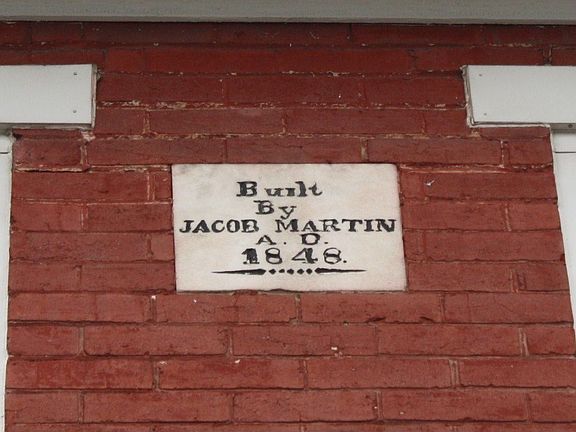 Built
By
JACOB MARTIN
A. D.
1848.